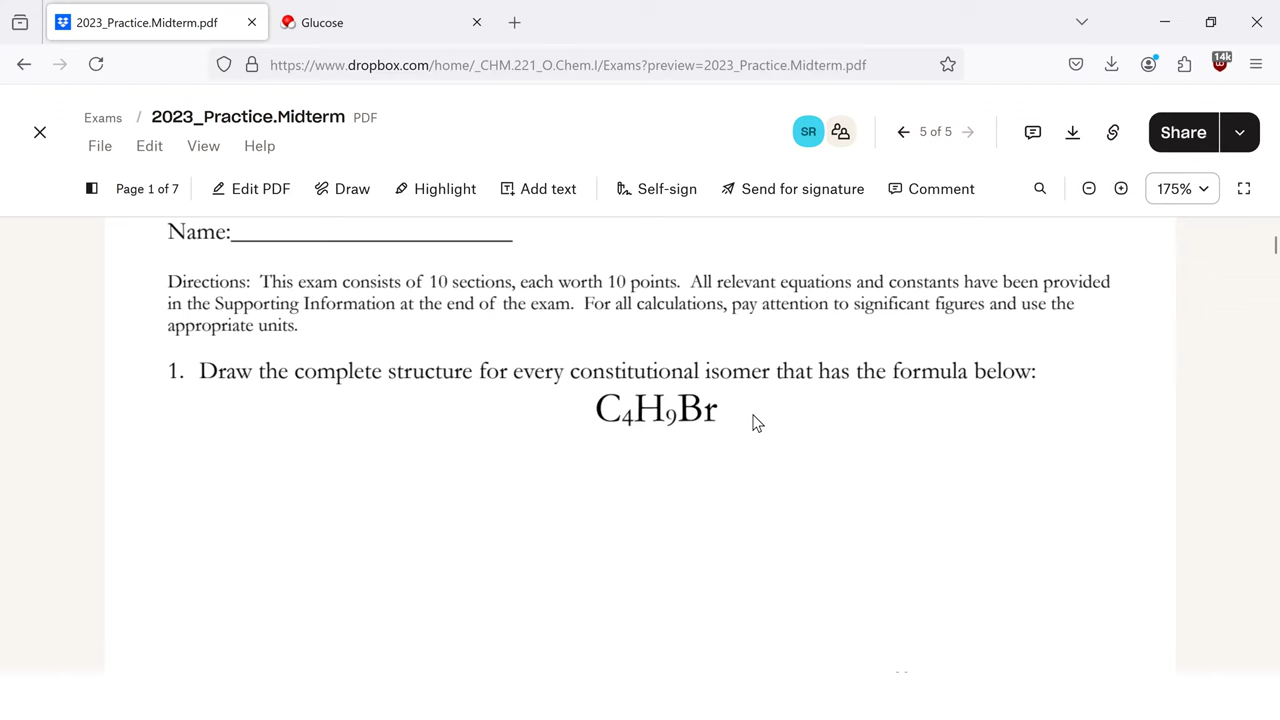 2023_Practice.Midterm.pdf
Glucose
https://www.dropbox.com/home/_CHM.221_O.Chem.I/Exams?preview=2023_Practice.Midterm.pdf
14k
Exams / 2023_Practice.Midterm PDF
File Edit View Help
SR
5 of 5
Share
Page 1 of 7
Edit PDF
Draw
Highlight
Add text
Self-sign
Send for signature
Comment
175%
Name:
Directions: This exam consists of 10 sections, each worth 10 points. All relevant equations and constants have been provided
in the Supporting Information at the end of the exam. For all calculations, pay attention to significant figures and use the
appropriate units.
1. Draw the complete structure for every constitutional isomer that has the formula below:
C₄H₉Br